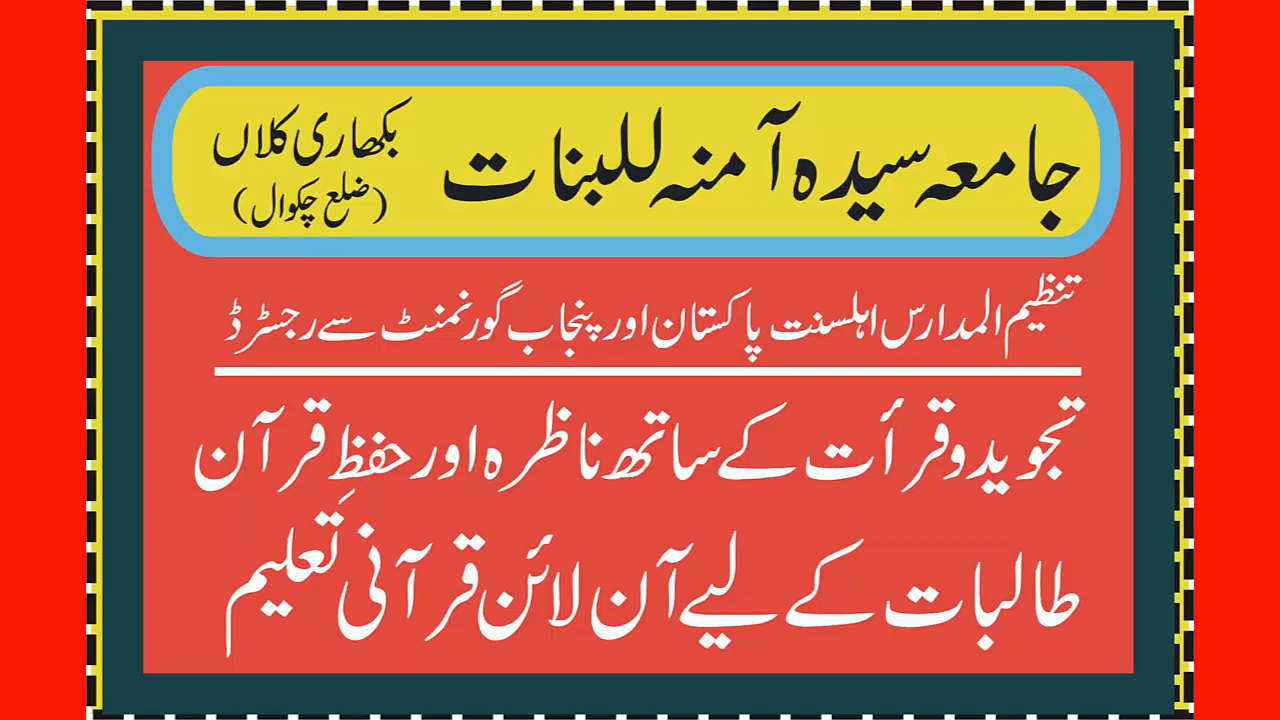 جامعہ سیدہ آمنہ للبنات
بکھاری کلاں
(ضلع چکوال)
تنظیم المدارس اہلسنت پاکستان اور پنجاب گورنمنٹ سے رجسٹرڈ
تجوید و قرأت کے ساتھ ناظرہ اور حفظِ قرآن
طالبات کے لیے آن لائن قرآنی تعلیم